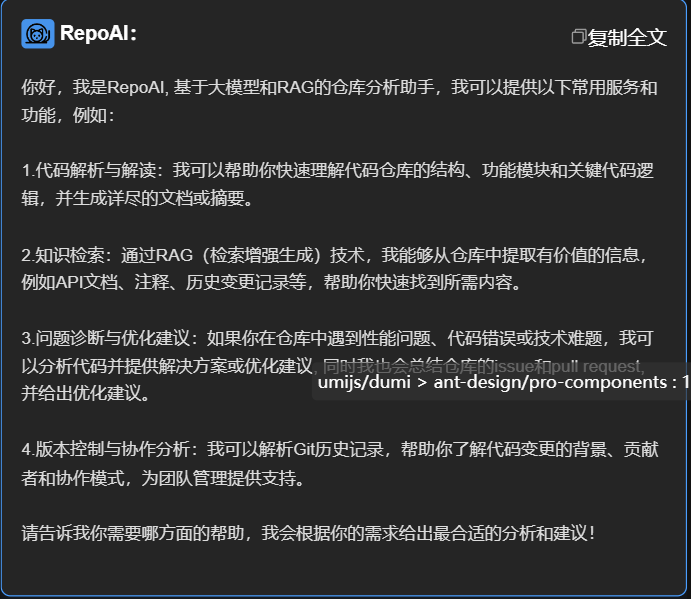 RepoAI：
复制全文
你好，我是RepoAI, 基于大模型和RAG的仓库分析助手，我可以提供以下常用服务和
功能，例如：
1.代码解析与解读：我可以帮助你快速理解代码仓库的结构、功能模块和关键代码逻
辑，并生成详尽的文档或摘要。
2.知识检索：通过RAG（检索增强生成）技术，我能够从仓库中提取有价值的信息，
例如API文档、注释、历史变更记录等，帮助你快速找到所需内容。
3.问题诊断与优化建议：如果你在仓库中遇到性能问题、代码错误或技术难题，我可
以分析代码并提供解决方案或优化建议, 同时我也会总结仓库的issue和pull request,
umijs/dumi > ant-design/pro-components : 1
并给出优化建议。
4.版本控制与协作分析：我可以解析Git历史记录，帮助你了解代码变更的背景、贡献
者和协作模式，为团队管理提供支持。
请告诉我你需要哪方面的帮助，我会根据你的需求给出最合适的分析和建议！